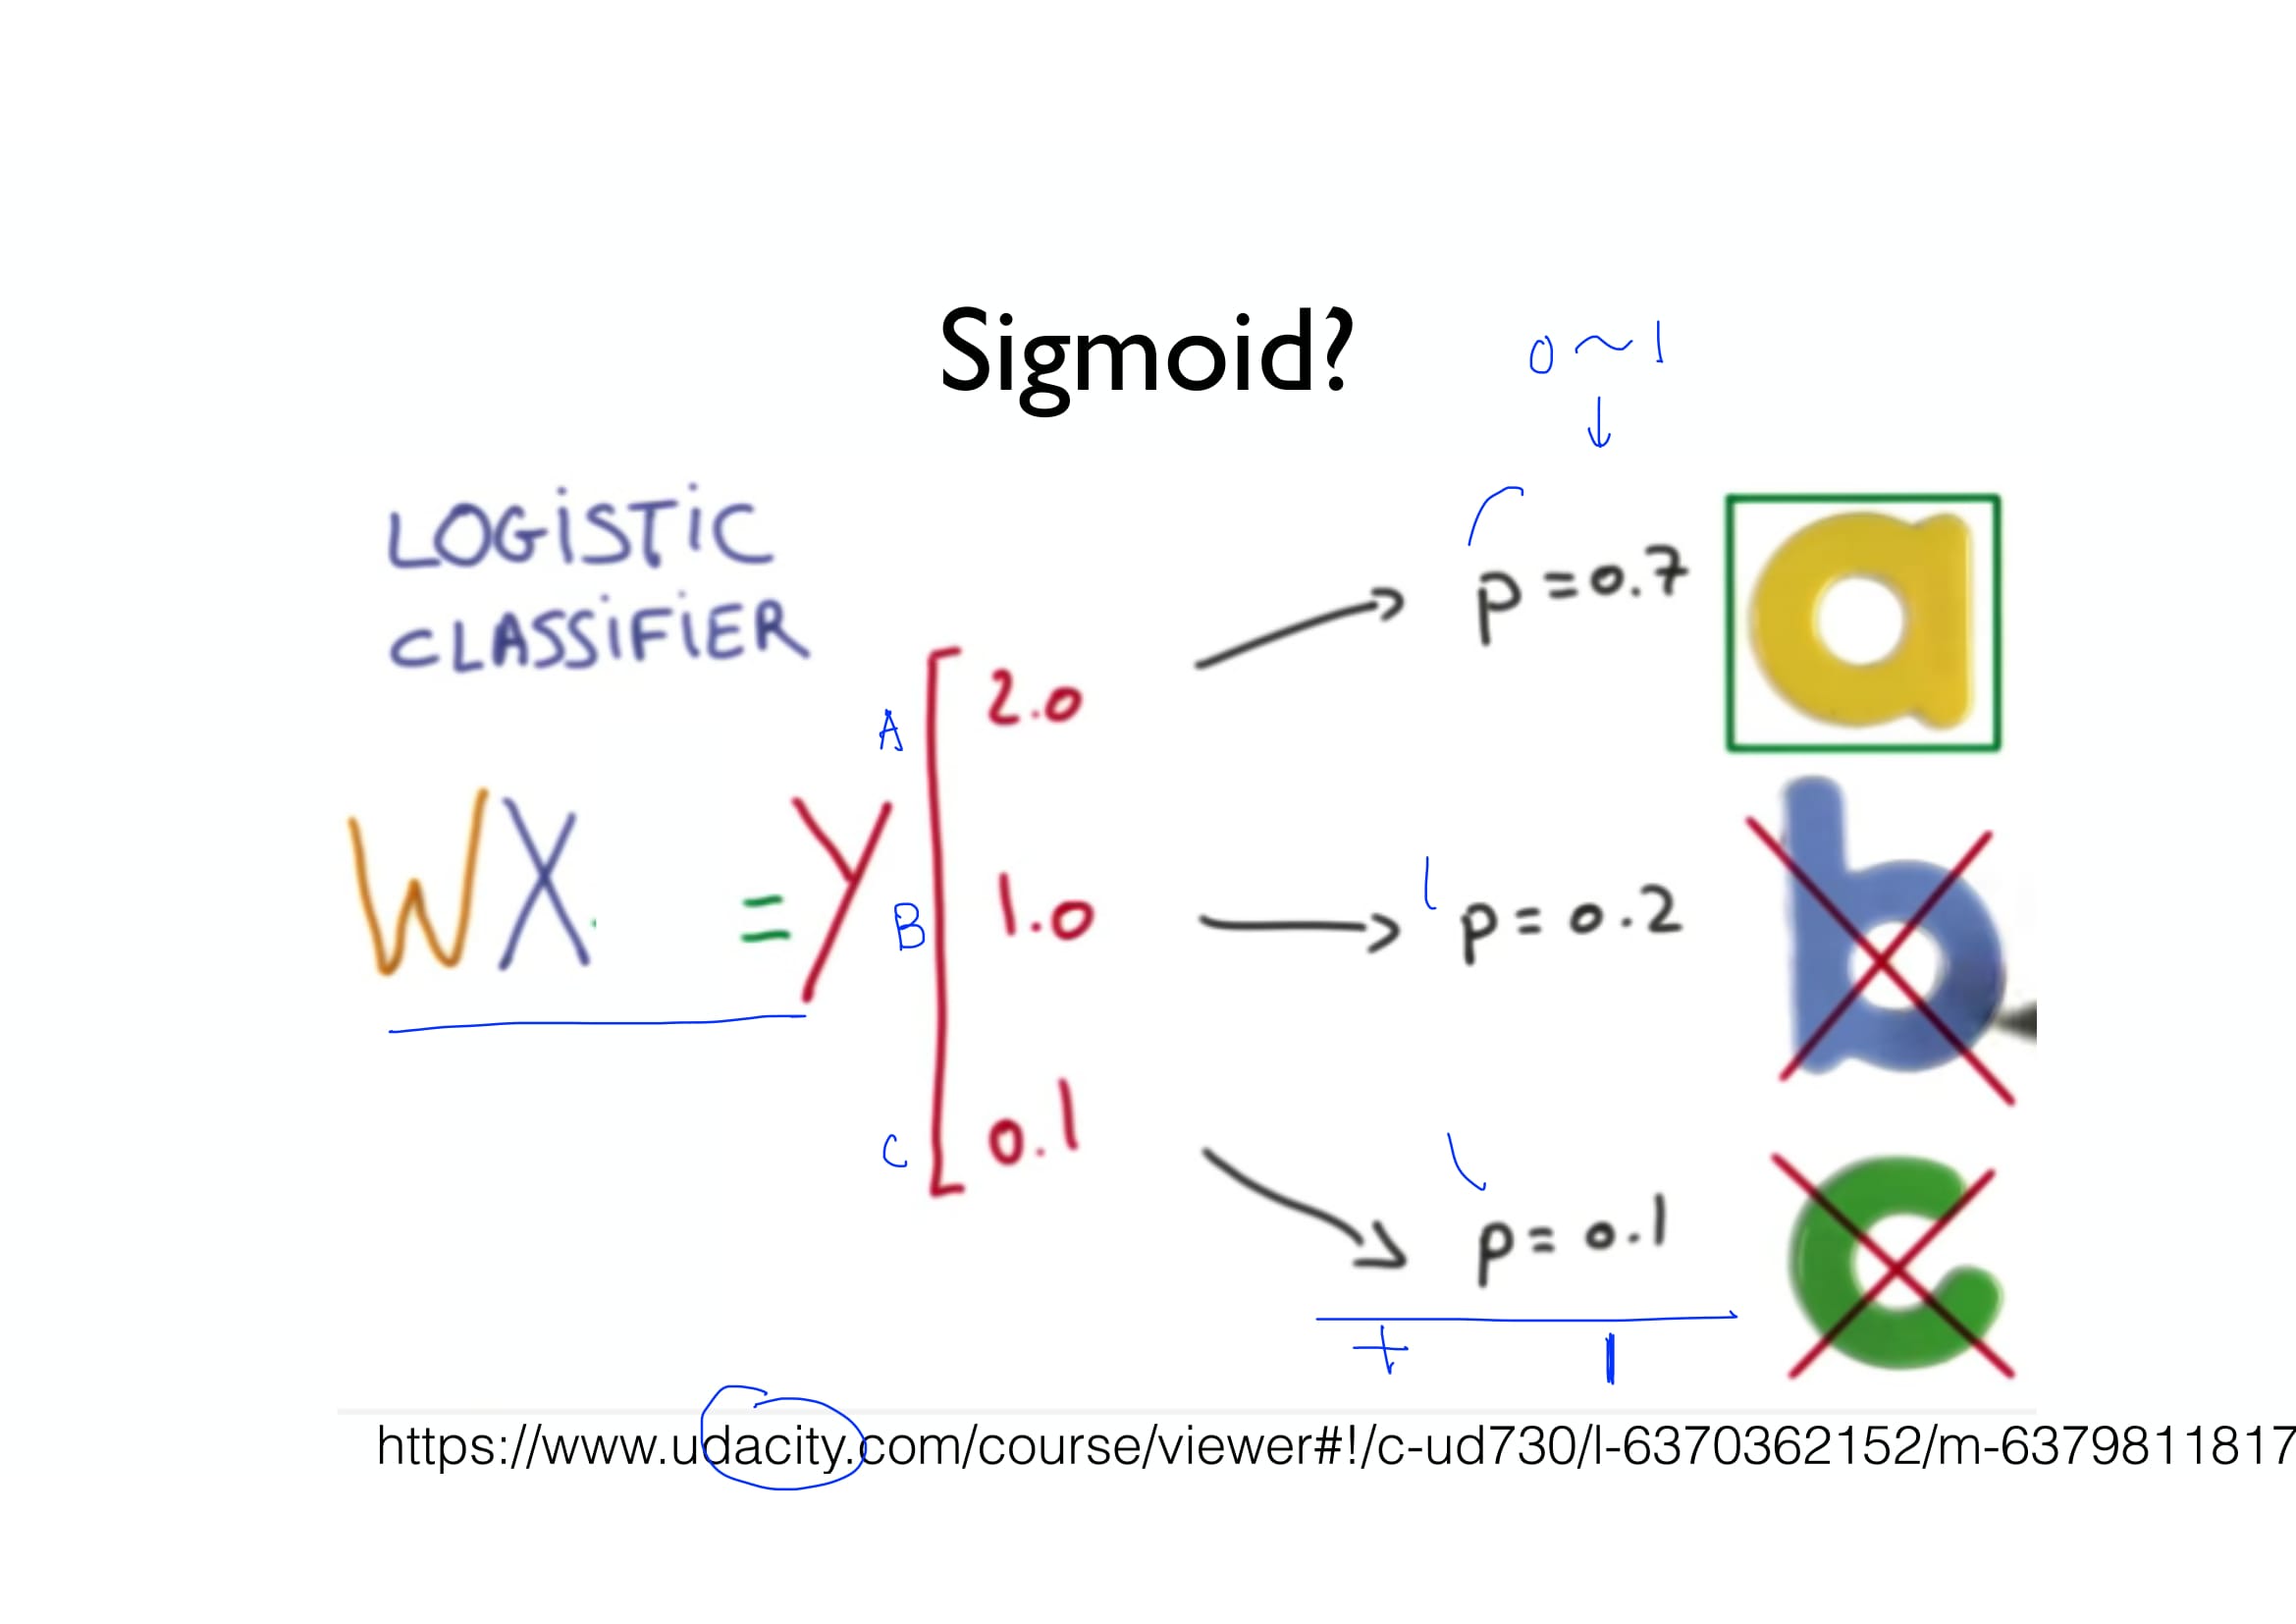 Sigmoid?
0 ~ 1
↓
LOGiSTiC
CLASSiFiER
A
2.0
p = 0.7
a
WX = Y
B
1.0
p = 0.2
b
C
0.1
p = 0.1
c
+ 1
https://www.udacity.com/course/viewer#!/c-ud730/l-6370362152/m-6379811817